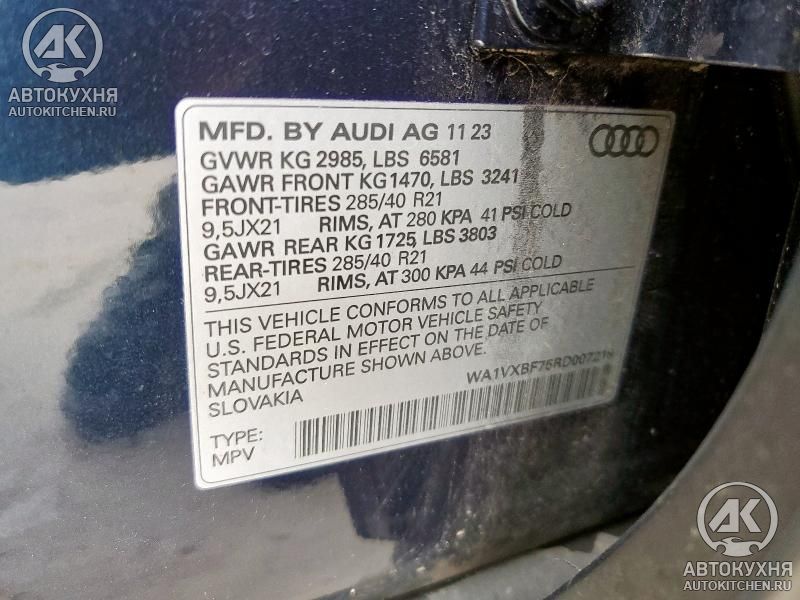 AK
АВТОКУХНЯ
AUTOKITCHEN.RU
MFD. BY AUDI AG 11 23
GVWR KG 2985, LBS 6581
GAWR FRONT KG1470, LBS 3241
FRONT-TIRES 285/40 R21
9,5JX21 RIMS, AT 280 KPA 41 PSI COLD
GAWR REAR KG 1725, LBS 3803
REAR-TIRES 285/40 R21
9,5JX21 RIMS, AT 300 KPA 44 PSI COLD
THIS VEHICLE CONFORMS TO ALL APPLICABLE
U.S. FEDERAL MOTOR VEHICLE SAFETY
STANDARDS IN EFFECT ON THE DATE OF
MANUFACTURE SHOWN ABOVE.
SLOVAKIA
TYPE:
MPV
AK
АВТОКУХНЯ
AUTOKITCHEN.RU